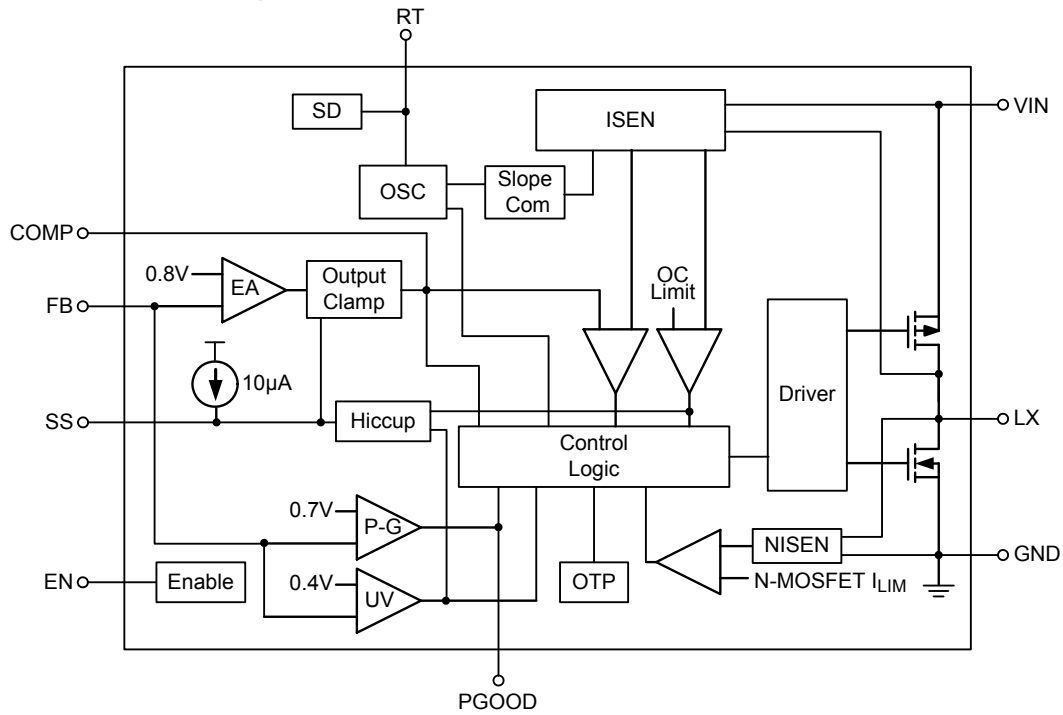 RT
SD
ISEN
VIN
OSC
Slope
Com
COMP
0.8V
EA
Output
Clamp
OC
Limit
FB
10µA
Driver
SS
Hiccup
LX
Control
Logic
0.7V
P-G
NISEN
GND
EN
Enable
0.4V
UV
OTP
N-MOSFET ILIM
PGOOD